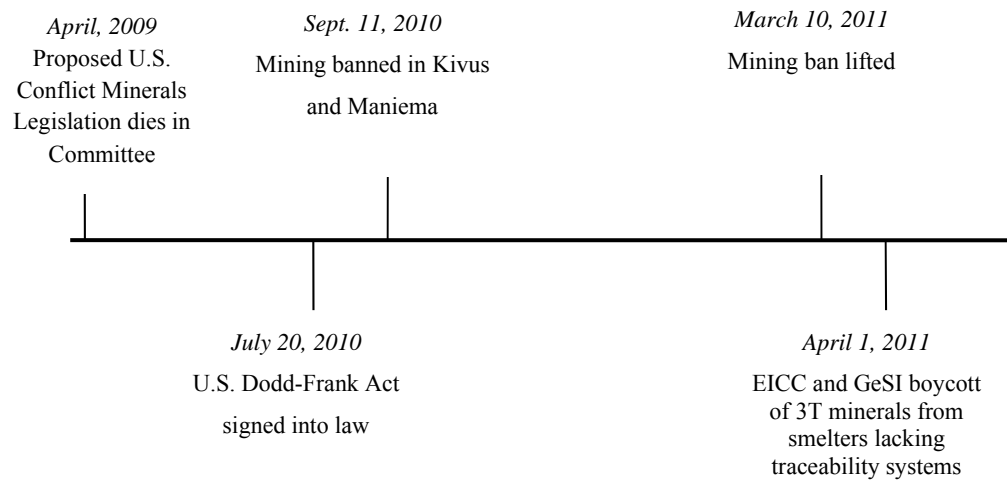 April, 2009
Proposed U.S.
Conflict Minerals
Legislation dies in
Committee
Sept. 11, 2010
Mining banned in Kivus
and Maniema
March 10, 2011
Mining ban lifted
July 20, 2010
U.S. Dodd-Frank Act
signed into law
April 1, 2011
EICC and GeSI boycott
of 3T minerals from
smelters lacking
traceability systems